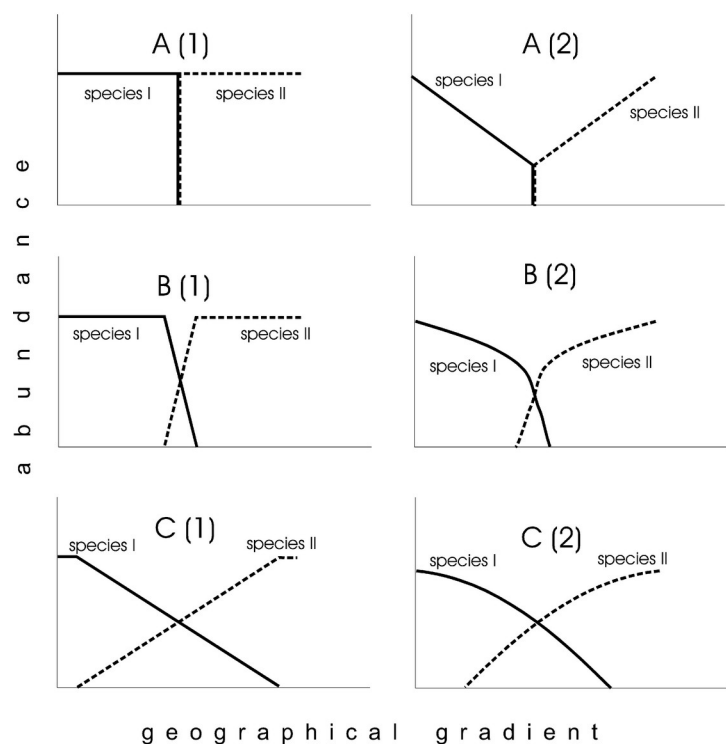 A (1)
A (2)
species I
species II
species I
species II
B (1)
B (2)
species I
species II
species I
species II
C (1)
C (2)
species I
species II
species I
species II
abundance
geographical gradient